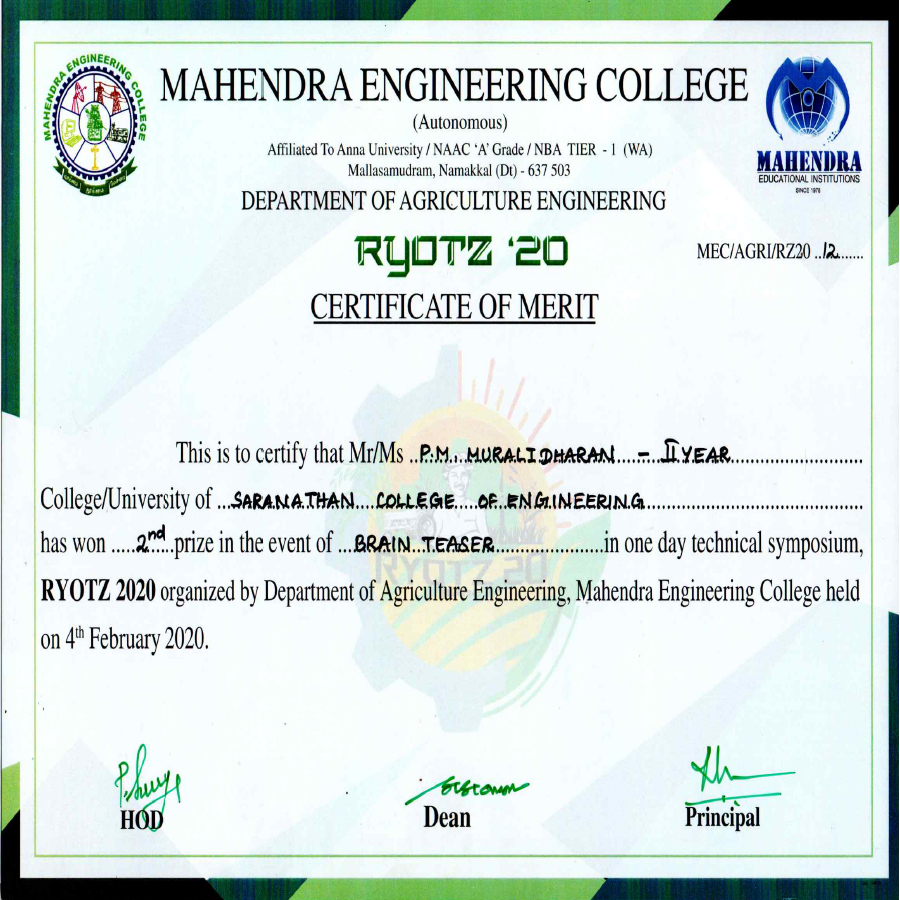 MAHENDRA ENGINEERING COLLEGE
MAHENDRA ENGINEERING COLLEGE
(Autonomous)
Affiliated To Anna University / NAAC 'A' Grade / NBA TIER - 1 (WA)
Mallasamudram, Namakkal (Dt) - 637 503
MAHENDRA
EDUCATIONAL INSTITUTIONS
SINCE 1978
DEPARTMENT OF AGRICULTURE ENGINEERING
RYOTZ '20
MEC/AGRI/RZ20 ..12.......
CERTIFICATE OF MERIT
This is to certify that Mr/Ms ..P.M. MURALIDHARAN....-..II YEAR..............................
College/University of ...SARANATHAN....COLLEGE....OF ENGINEERING..................................................
has won .....2nd..prize in the event of ...BRAIN...TEASER.........................in one day technical symposium,
RYOTZ 20
RYOTZ 2020 organized by Department of Agriculture Engineering, Mahendra Engineering College held
on 4th February 2020.
HOD
Dean
Principal